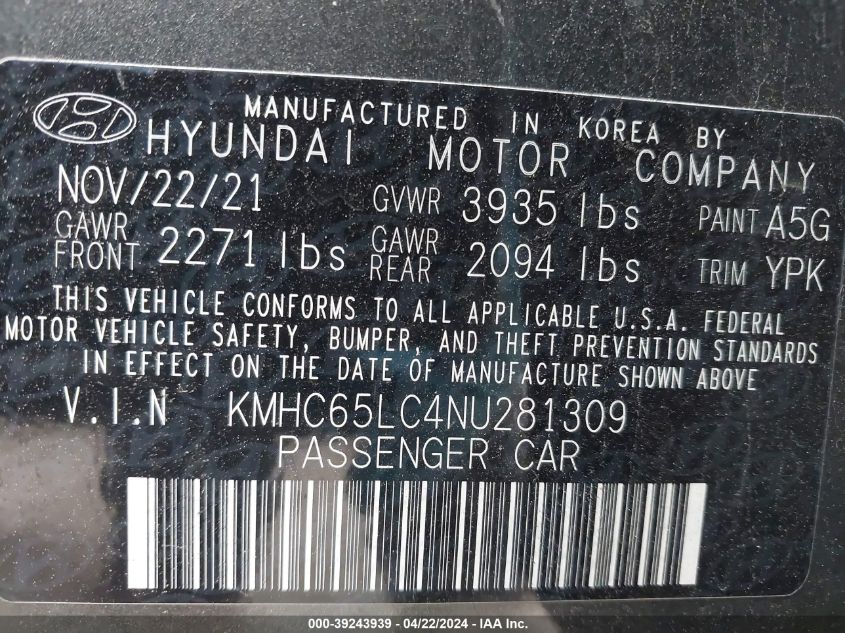 MANUFACTURED IN KOREA BY
HYUNDAI MOTOR COMPANY
NOV/22/21 GVWR 3935 lbs PAINT A5G
GAWR FRONT 2271 lbs GAWR REAR 2094 lbs TRIM YPK
THIS VEHICLE CONFORMS TO ALL APPLICABLE U.S.A. FEDERAL
MOTOR VEHICLE SAFETY, BUMPER, AND THEFT PREVENTION STANDARDS
IN EFFECT ON THE DATE OF MANUFACTURE SHOWN ABOVE
V.I.N KMHC65LC4NU281309
PASSENGER CAR
000-39243939 - 04/22/2024 - IAA Inc.